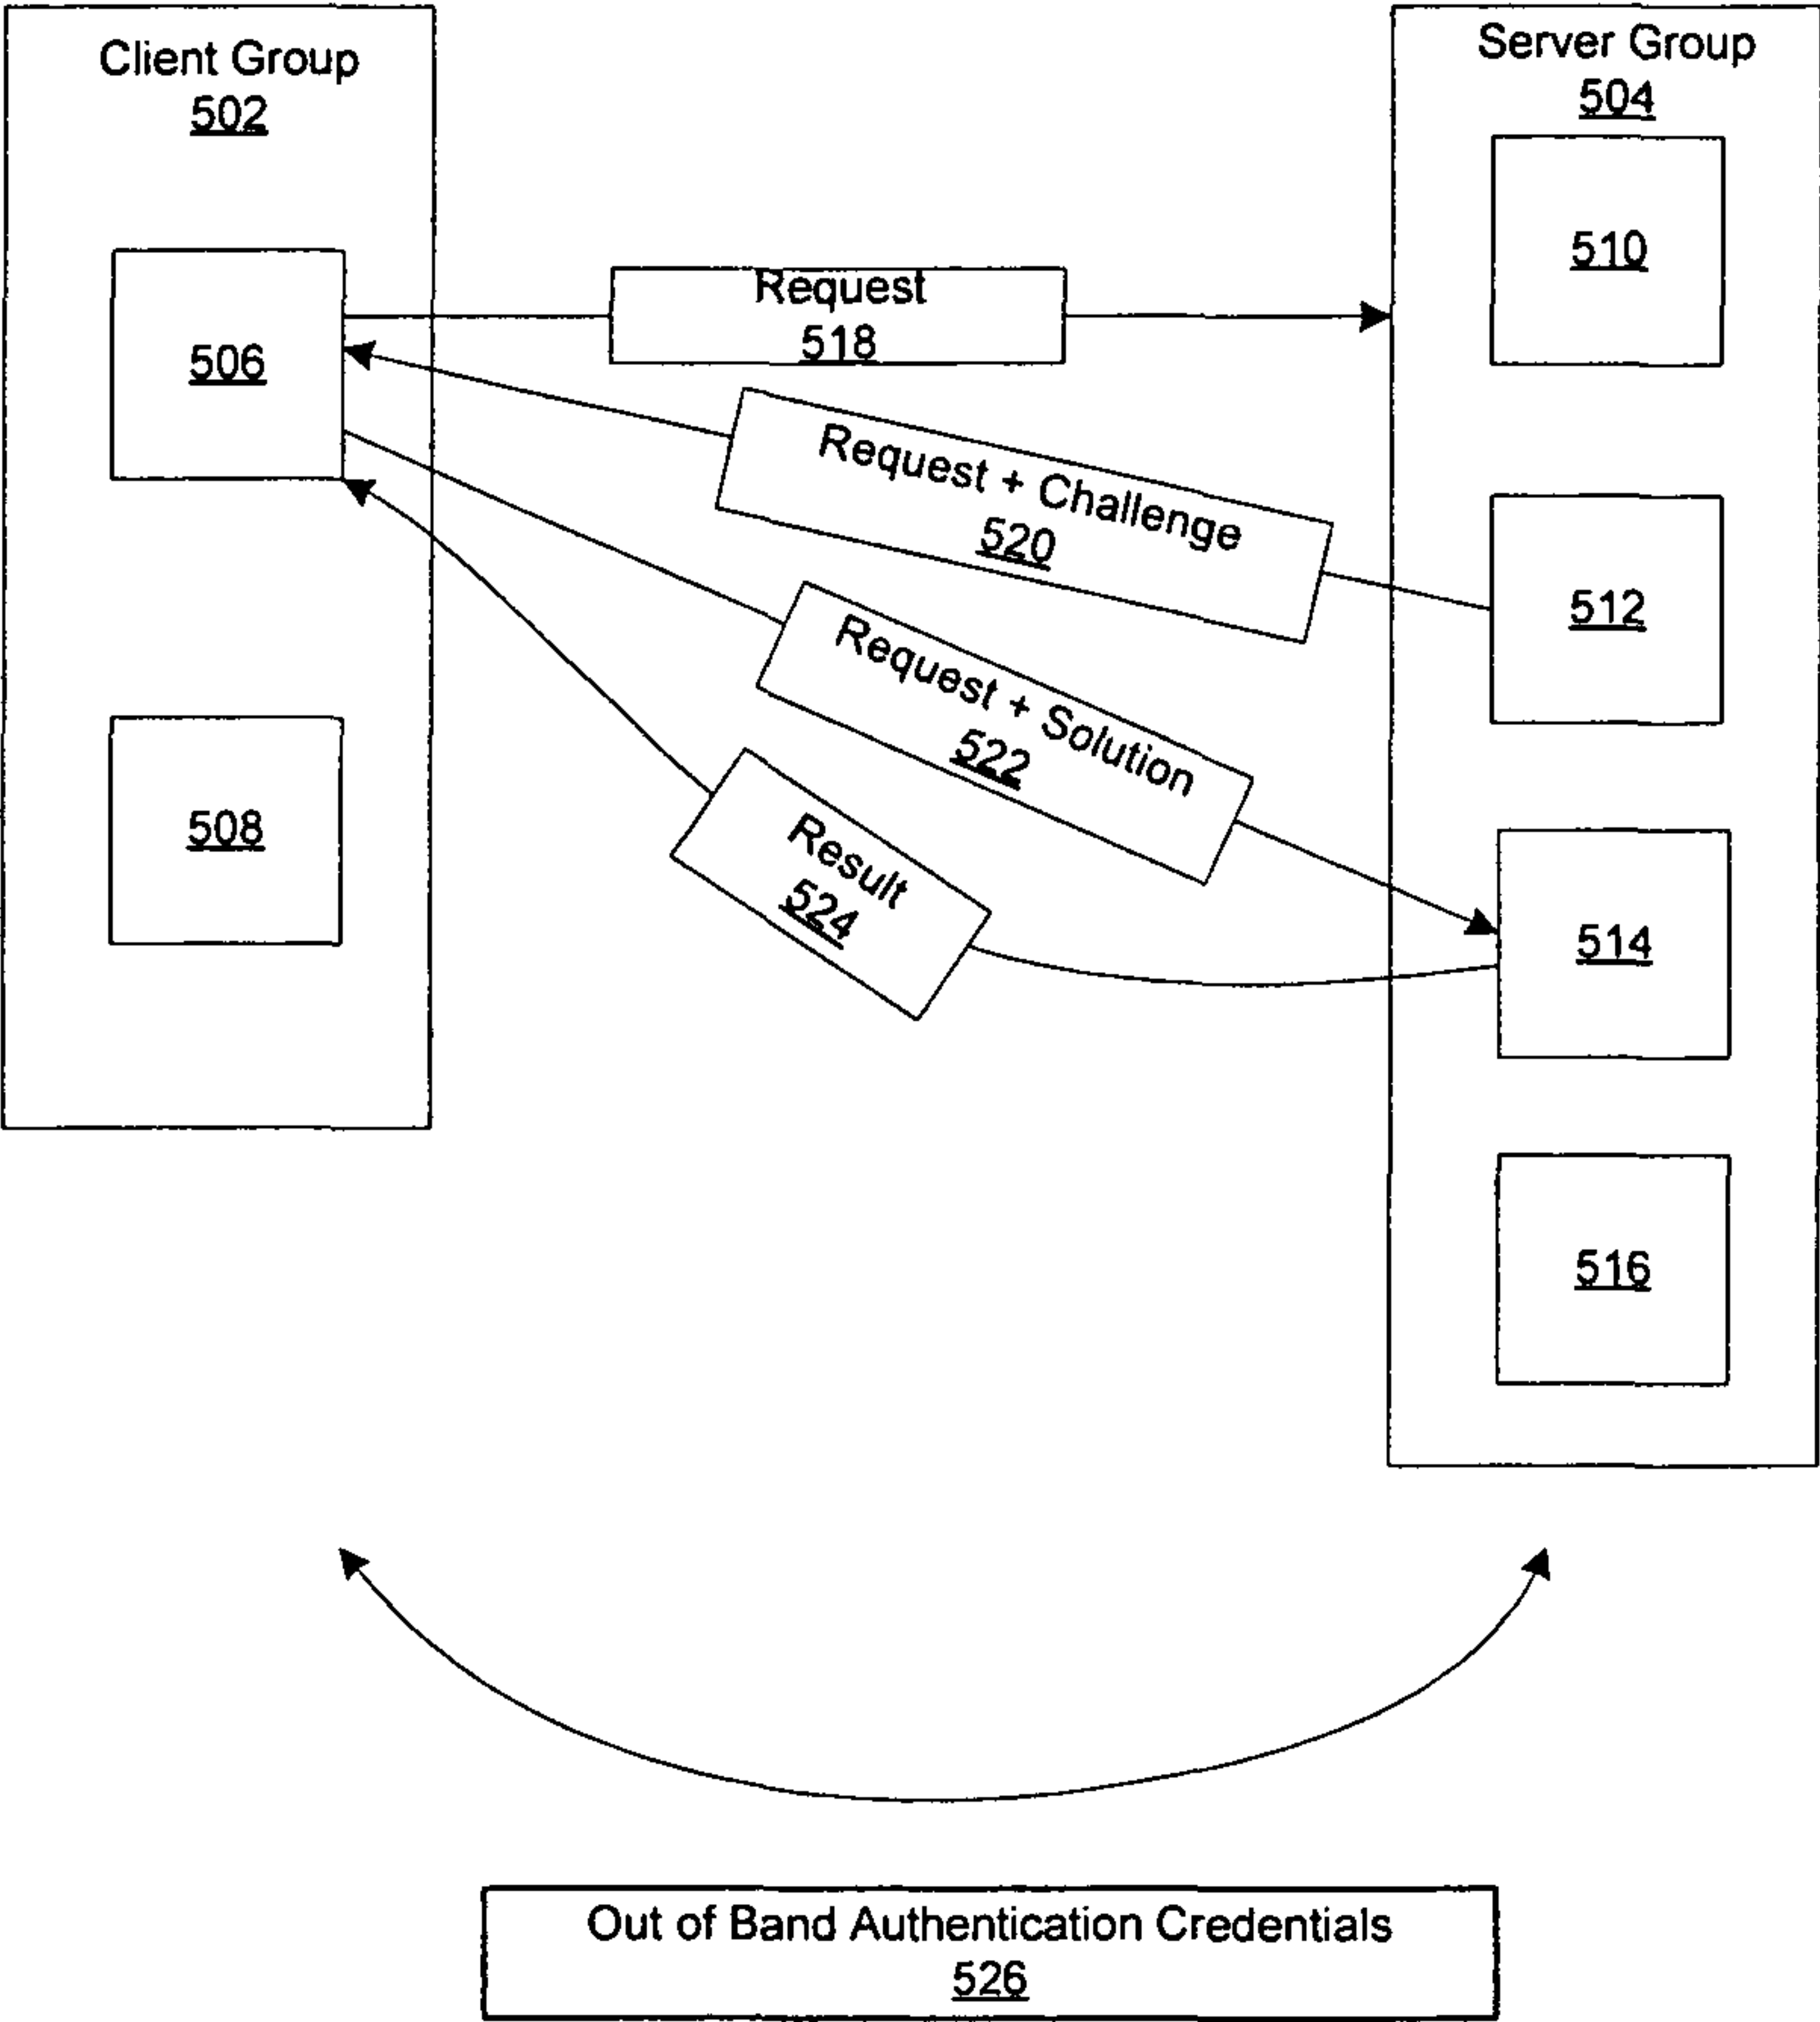 Client Group
502
Server Group
504
510
Request
518
506
Request + Challenge
520
512
Request + Solution
522
Result
524
508
514
516
Out of Band Authentication Credentials
526